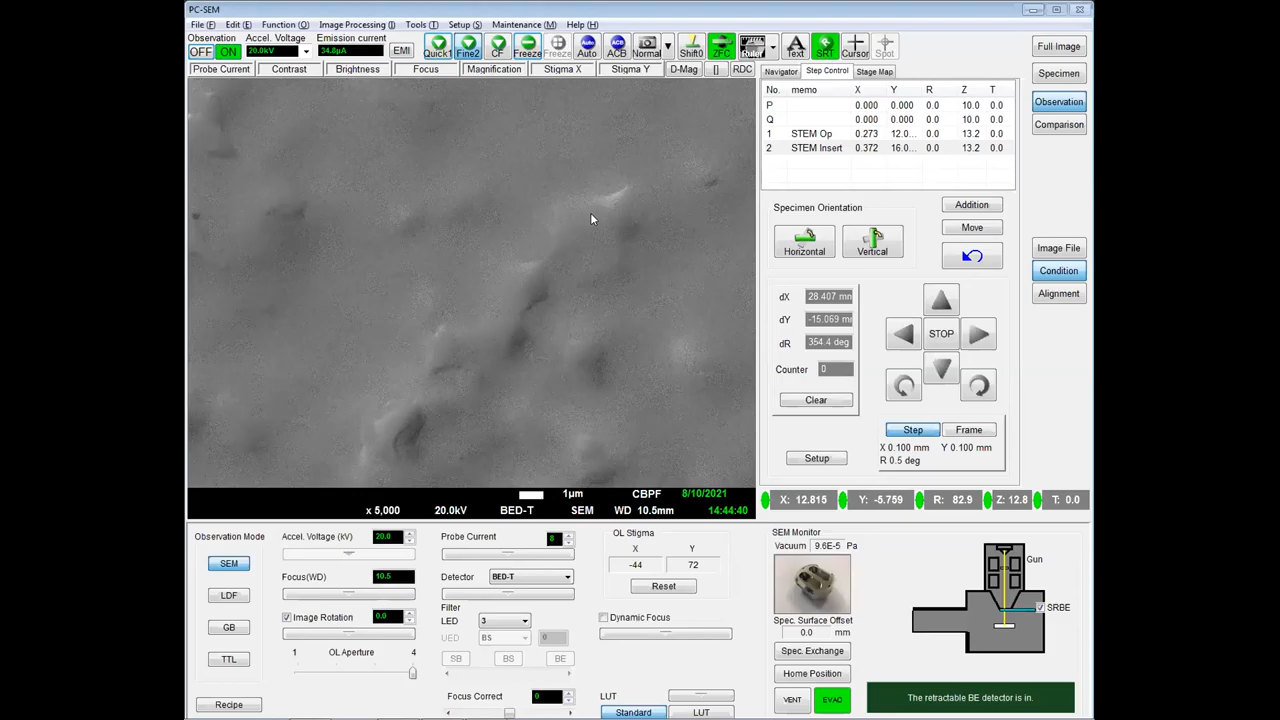 PC-SEM
File (F) Edit (E) Function (O) Image Processing (I) Tools (T) Setup (S) Maintenance (M) Help (H)
Observation Accel. Voltage Emission current
OFF ON 20.0kV 34.8µA EMI Quick1 Fine2 CF Freeze Freeze Auto ACB Normal Shift0 ZFC Ruler Text SRT Cursor Spot
Full Image
Probe Current Contrast Brightness Focus Magnification Stigma X Stigma Y D-Mag [] RDC
Navigator Step Control Stage Map
Specimen
No. memo X Y R Z T
P 0.000 0.000 0.0 10.0 0.0
Observation
Q 0.000 0.000 0.0 10.0 0.0
Comparison
1 STEM Op 0.273 12.0... 0.0 13.2 0.0
2 STEM Insert 0.372 16.0... 0.0 13.2 0.0
Specimen Orientation
Addition
Move
Horizontal Vertical
Image File
Condition
Alignment
dX 28.407 mm
dY -15.069 m
dR 354.4 deg
STOP
Counter 0
Clear
Step Frame
X 0.100 mm Y 0.100 mm
R 0.5 deg
Setup
1µm CBPF 8/10/2021
x 5,000 20.0kV BED-T SEM WD 10.5mm 14:44:40
X: 12.815 Y: -5.759 R: 82.9 Z: 12.8 T: 0.0
Observation Mode
SEM
LDF
GB
TTL
Recipe
Accel. Voltage (kV) 20.0
Focus(WD) 10.5
Image Rotation 0.0
1 OL Aperture 4
Probe Current 8
Detector BED-T
Filter
LED 3
UED BS 0
SB BS BE
Focus Correct 0
OL Stigma
X Y
-44 72
Reset
Dynamic Focus
LUT
Standard LUT
SEM Monitor
Vacuum 9.6E-5 Pa
Gun
SRBE
Spec. Surface Offset
0.0 mm
Spec. Exchange
Home Position
VENT EVAC
The retractable BE detector is in.